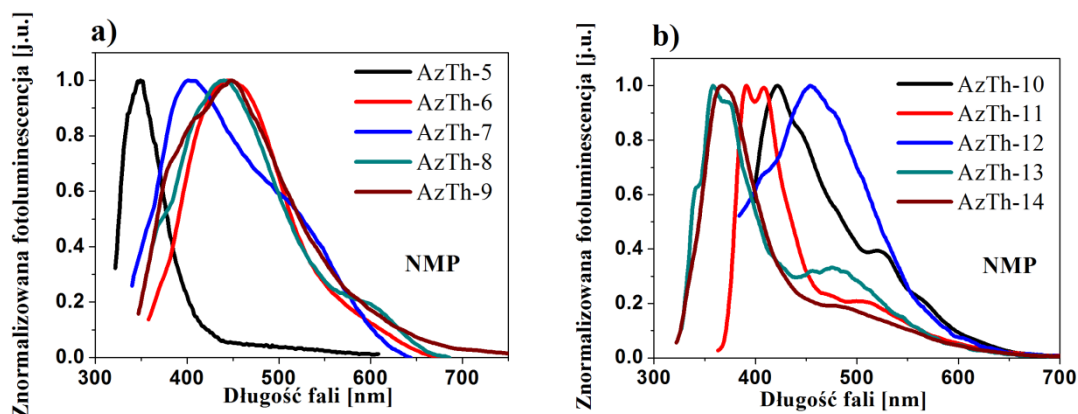 a)
Znormalizowana fotoluminescencja [j.u.]
1.0
0.8
0.6
0.4
0.2
0.0
AzTh-5
AzTh-6
AzTh-7
AzTh-8
AzTh-9
NMP
300 400 500 600 700
Długość fali [nm]
b)
Znormalizowana fotoluminescencja [j.u.]
1.0
0.8
0.6
0.4
0.2
0.0
AzTh-10
AzTh-11
AzTh-12
AzTh-13
AzTh-14
NMP
300 400 500 600 700
Długość fali [nm]